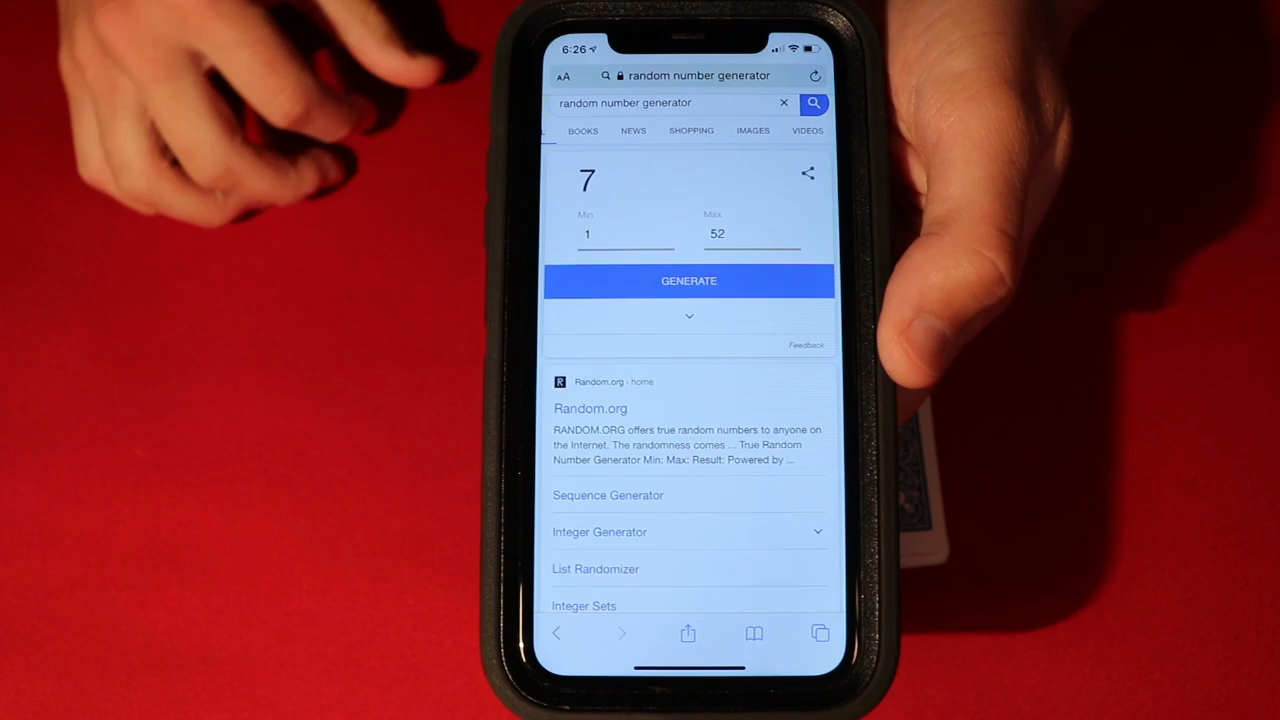 6:26
AA random number generator
random number generator
BOOKS NEWS SHOPPING IMAGES VIDEOS
7
Min Max
1 52
GENERATE
Feedback
R Random.org - home
Random.org
RANDOM.ORG offers true random numbers to anyone on
the Internet. The randomness comes ... True Random
Number Generator Min: Max: Result: Powered by ...
Sequence Generator
Integer Generator
List Randomizer
Integer Sets